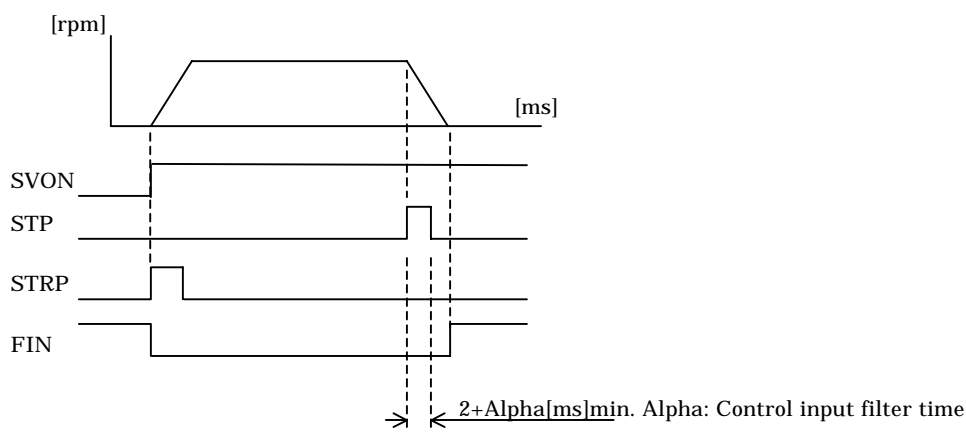 [rpm]
[ms]
SVON
STP
STRP
FIN
2+Alpha[ms]min. Alpha: Control input filter time